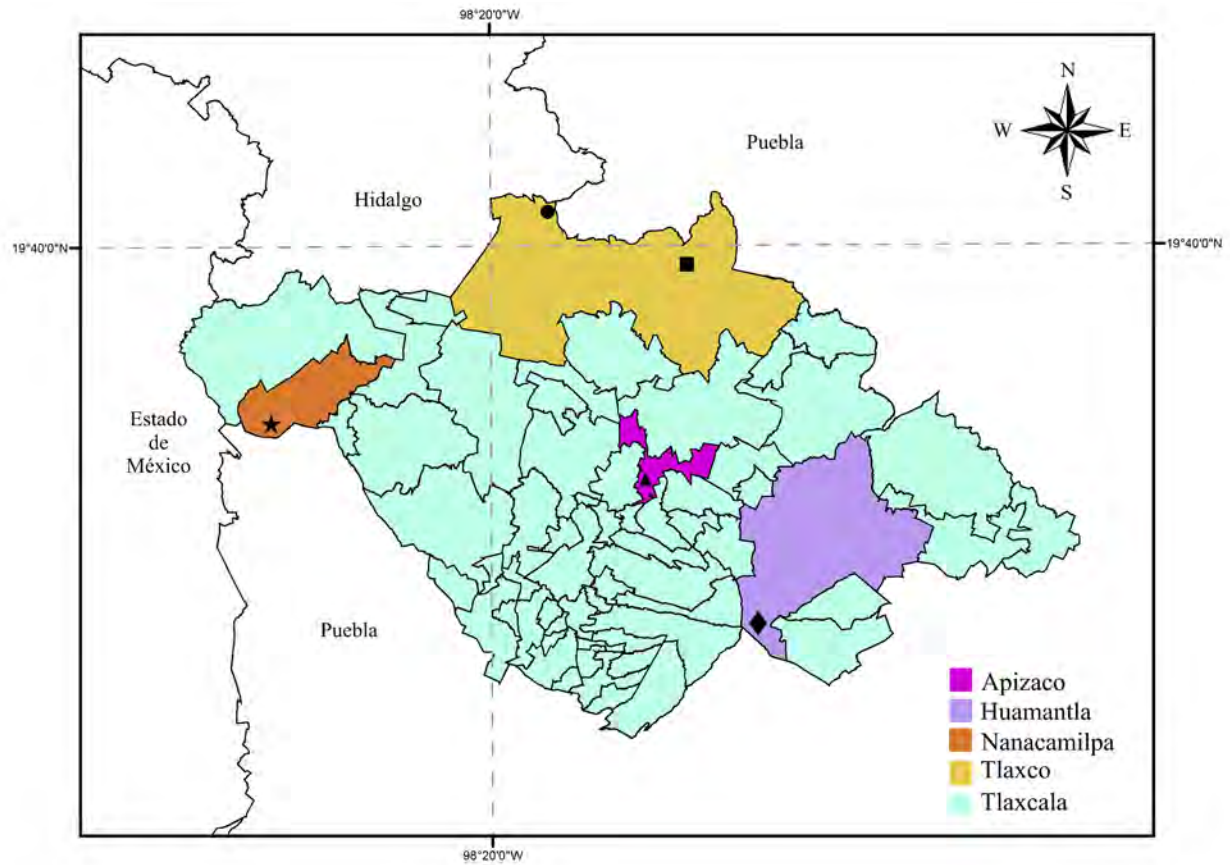 98°20'0"W
N
W
E
S
Puebla
Hidalgo
19°40'0"N
19°40'0"N
Estado
de
México
Puebla
Apizaco
Huamantla
Nanacamilpa
Tlaxco
Tlaxcala
98°20'0"W